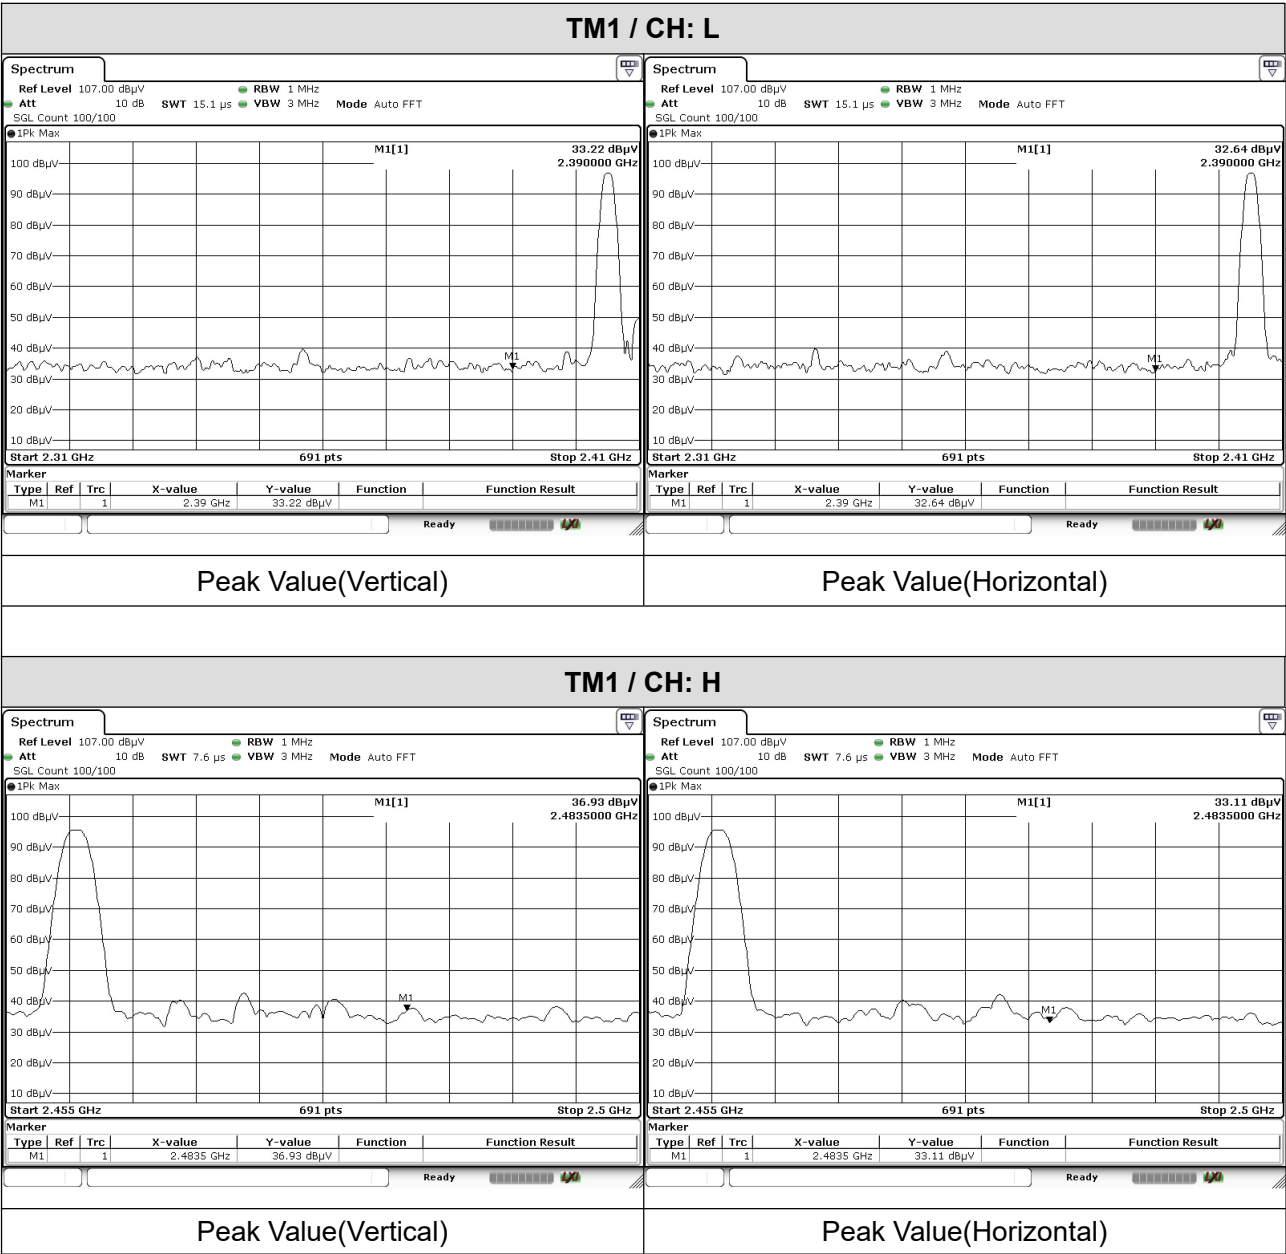 TM1 / CH: L
Spectrum
Ref Level 107.00 dBµV RBW 1 MHz
Att 10 dB SWT 15.1 µs VBW 3 MHz Mode Auto FFT
SGL Count 100/100
1Pk Max
M1[1] 33.22 dBµV
2.390000 GHz
100 dBµV
90 dBµV
80 dBµV
70 dBµV
60 dBµV
50 dBµV
40 dBµV
M1
30 dBµV
20 dBµV
10 dBµV
Start 2.31 GHz 691 pts Stop 2.41 GHz
Marker
Type Ref Trc X-value Y-value Function Function Result
M1 1 2.39 GHz 33.22 dBµV
Ready LXI
Spectrum
Ref Level 107.00 dBµV RBW 1 MHz
Att 10 dB SWT 15.1 µs VBW 3 MHz Mode Auto FFT
SGL Count 100/100
1Pk Max
M1[1] 32.64 dBµV
2.390000 GHz
100 dBµV
90 dBµV
80 dBµV
70 dBµV
60 dBµV
50 dBµV
40 dBµV
M1
30 dBµV
20 dBµV
10 dBµV
Start 2.31 GHz 691 pts Stop 2.41 GHz
Marker
Type Ref Trc X-value Y-value Function Function Result
M1 1 2.39 GHz 32.64 dBµV
Ready LXI
Peak Value(Vertical) Peak Value(Horizontal)
TM1 / CH: H
Spectrum
Ref Level 107.00 dBµV RBW 1 MHz
Att 10 dB SWT 7.6 µs VBW 3 MHz Mode Auto FFT
SGL Count 100/100
1Pk Max
M1[1] 36.93 dBµV
2.4835000 GHz
100 dBµV
90 dBµV
80 dBµV
70 dBµV
60 dBµV
50 dBµV
40 dBµV
M1
30 dBµV
20 dBµV
10 dBµV
Start 2.455 GHz 691 pts Stop 2.5 GHz
Marker
Type Ref Trc X-value Y-value Function Function Result
M1 1 2.4835 GHz 36.93 dBµV
Ready LXI
Spectrum
Ref Level 107.00 dBµV RBW 1 MHz
Att 10 dB SWT 7.6 µs VBW 3 MHz Mode Auto FFT
SGL Count 100/100
1Pk Max
M1[1] 33.11 dBµV
2.4835000 GHz
100 dBµV
90 dBµV
80 dBµV
70 dBµV
60 dBµV
50 dBµV
40 dBµV
M1
30 dBµV
20 dBµV
10 dBµV
Start 2.455 GHz 691 pts Stop 2.5 GHz
Marker
Type Ref Trc X-value Y-value Function Function Result
M1 1 2.4835 GHz 33.11 dBµV
Ready LXI
Peak Value(Vertical) Peak Value(Horizontal)